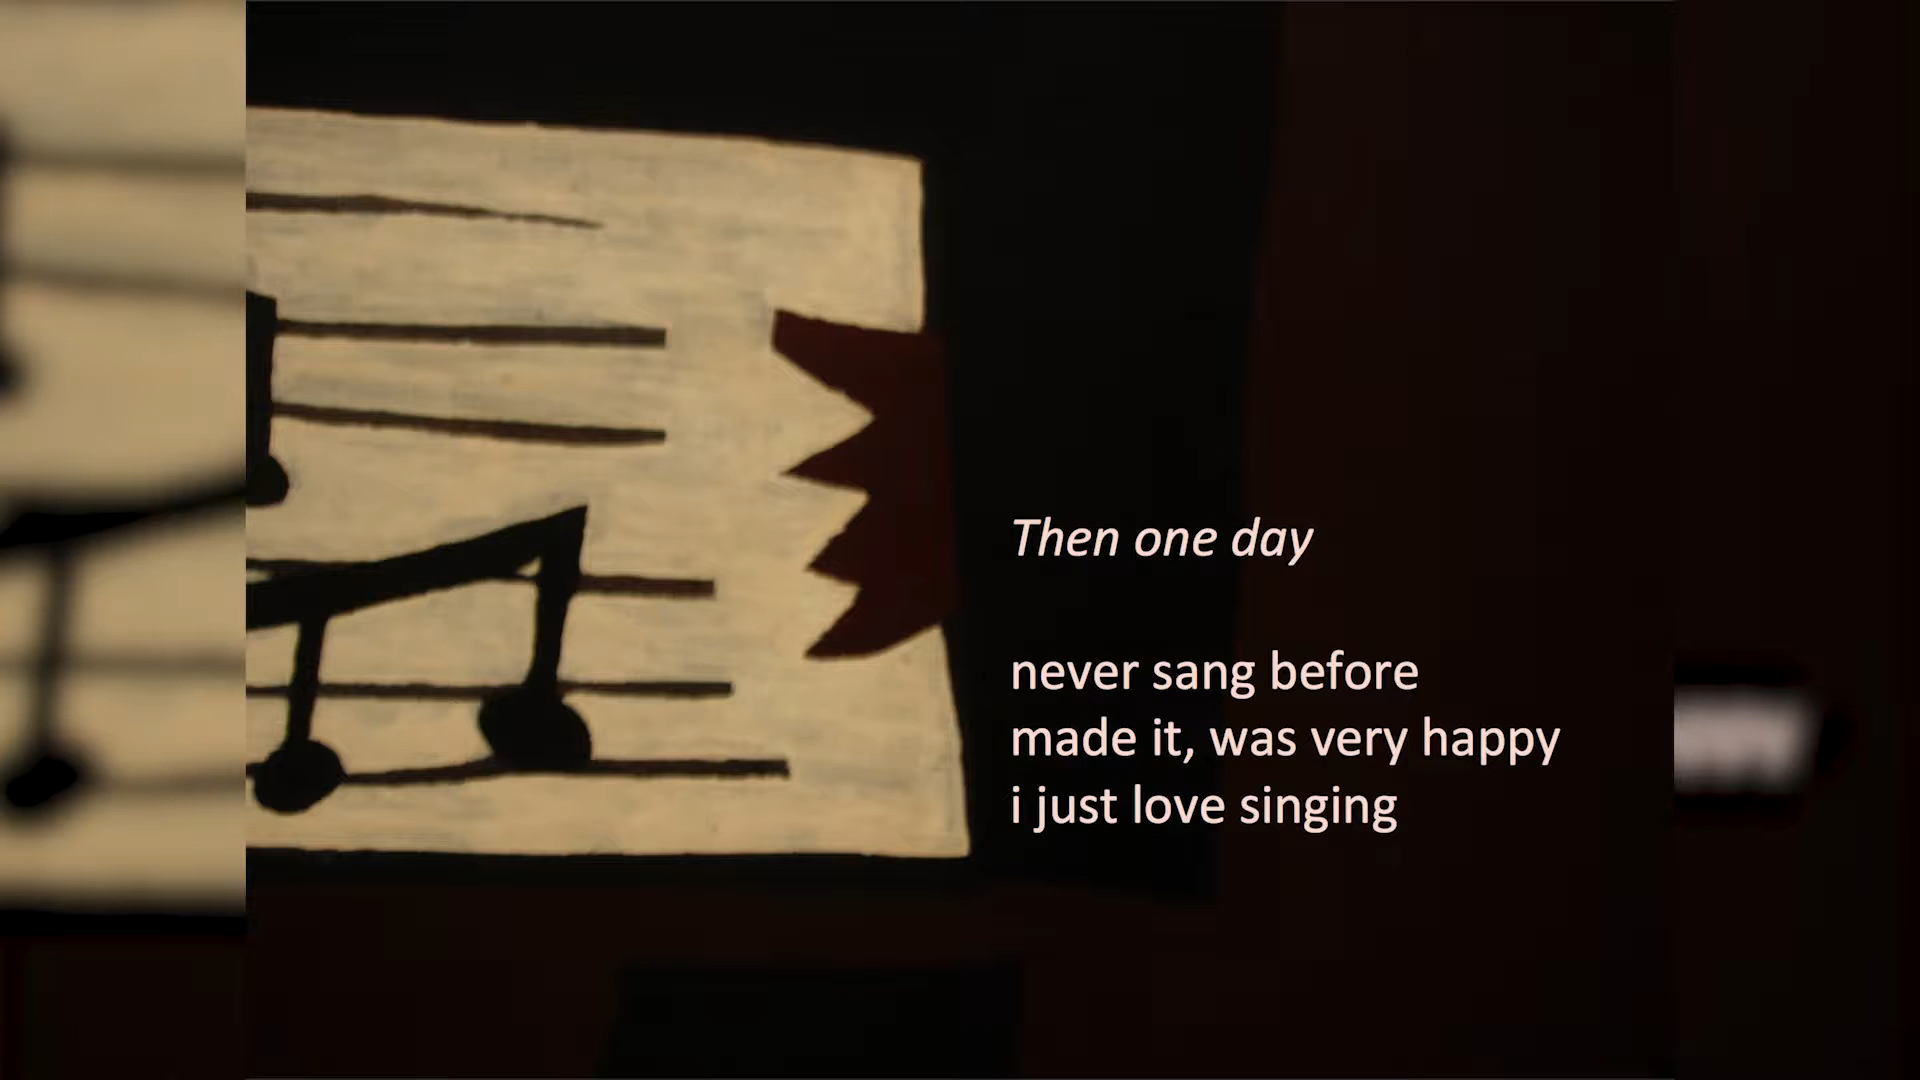 Then one day
never sang before
made it, was very happy
i just love singing